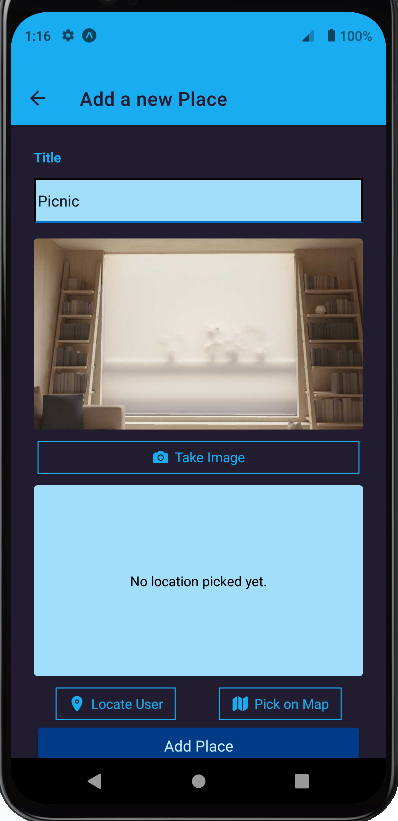 1:16 100%
Add a new Place
Title
Picnic
Take Image
No location picked yet.
Locate User Pick on Map
Add Place